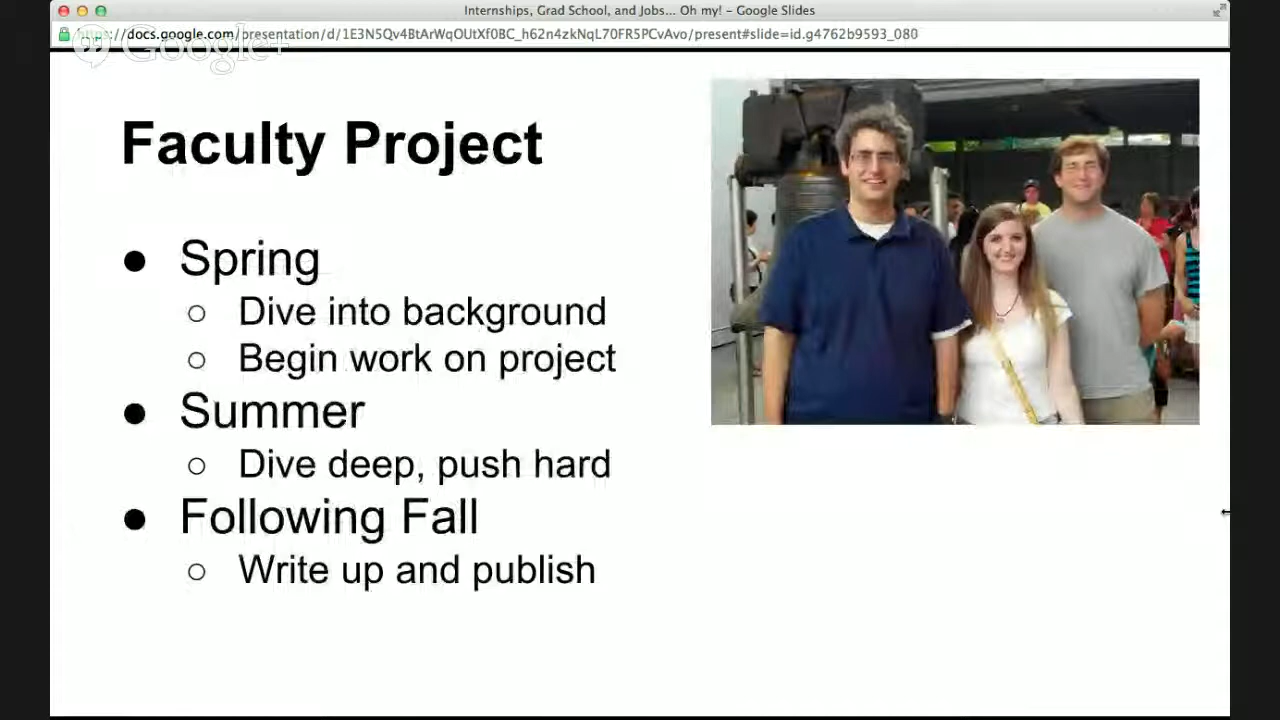 Internships, Grad School, and Jobs... Oh my! – Google Slides
https://docs.google.com/presentation/d/1E3N5Qv4BtArWqOUtXf0BC_h62n4zkNqL70FR5PCvAvo/present#slide=id.g4762b9593_080
Google+
Faculty Project
● Spring
○ Dive into background
○ Begin work on project
● Summer
○ Dive deep, push hard
● Following Fall
○ Write up and publish